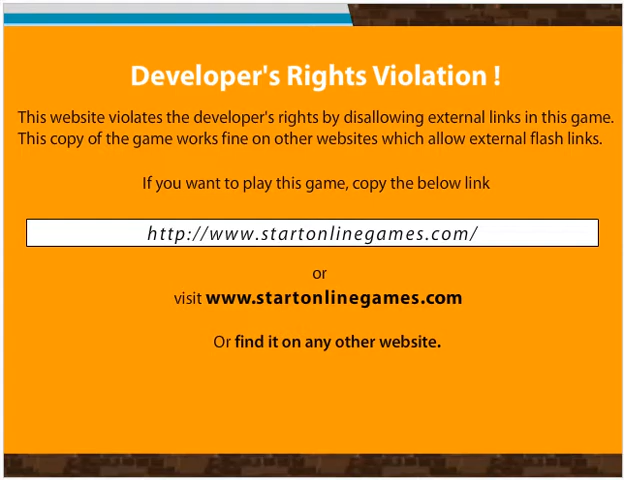 Developer's Rights Violation !
This website violates the developer's rights by disallowing external links in this game.
This copy of the game works fine on other websites which allow external flash links.
If you want to play this game, copy the below link
http://www.startonlinegames.com/
or
visit www.startonlinegames.com
Or find it on any other website.